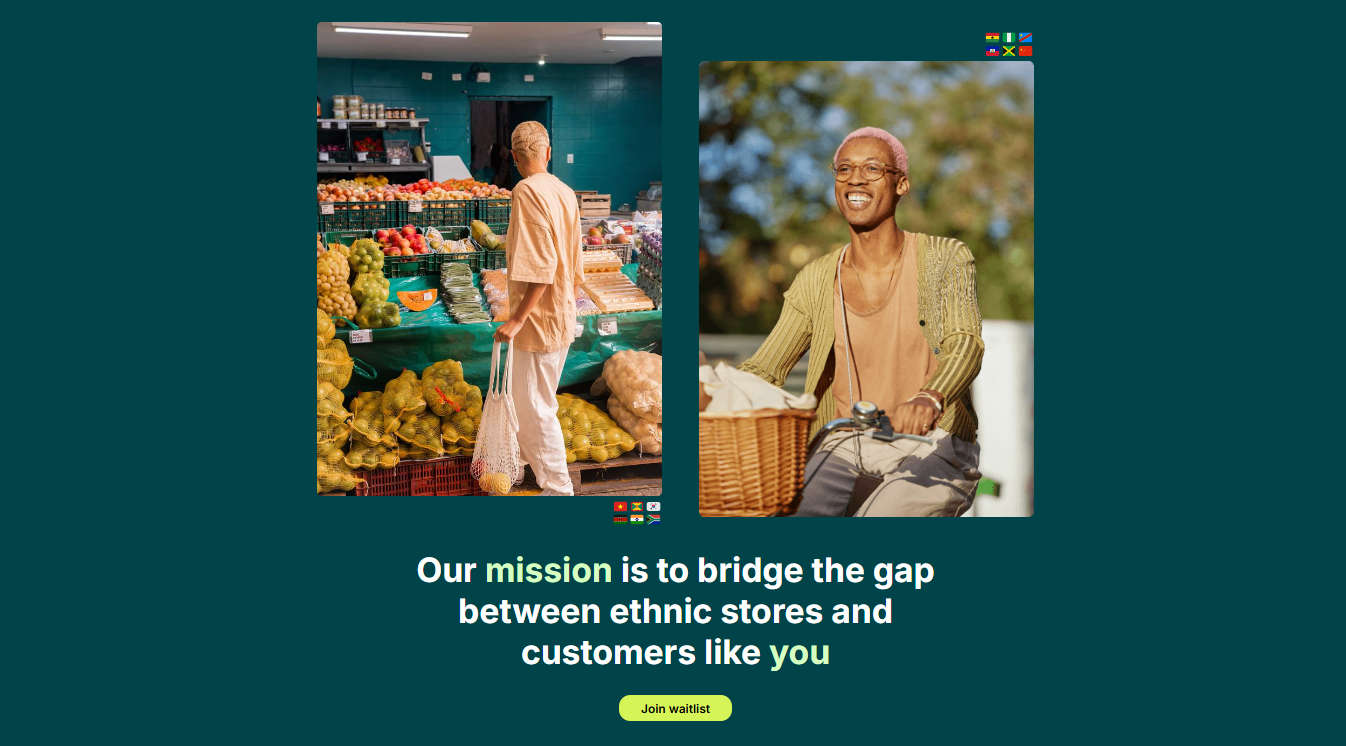 Our mission is to bridge the gap
between ethnic stores and
customers like you
Join waitlist